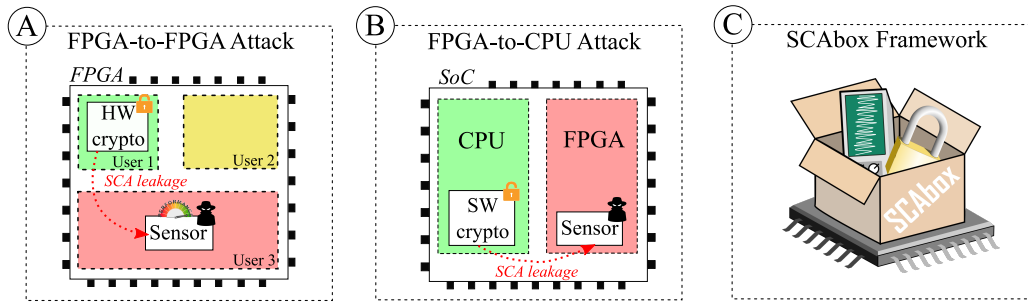 A
FPGA-to-FPGA Attack
FPGA
HW
crypto
User 1
User 2
SCA leakage
PERFORMANCE
Sensor
User 3
B
FPGA-to-CPU Attack
SoC
CPU
FPGA
SW
crypto
Sensor
SCA leakage
C
SCAbox Framework
SCAbox